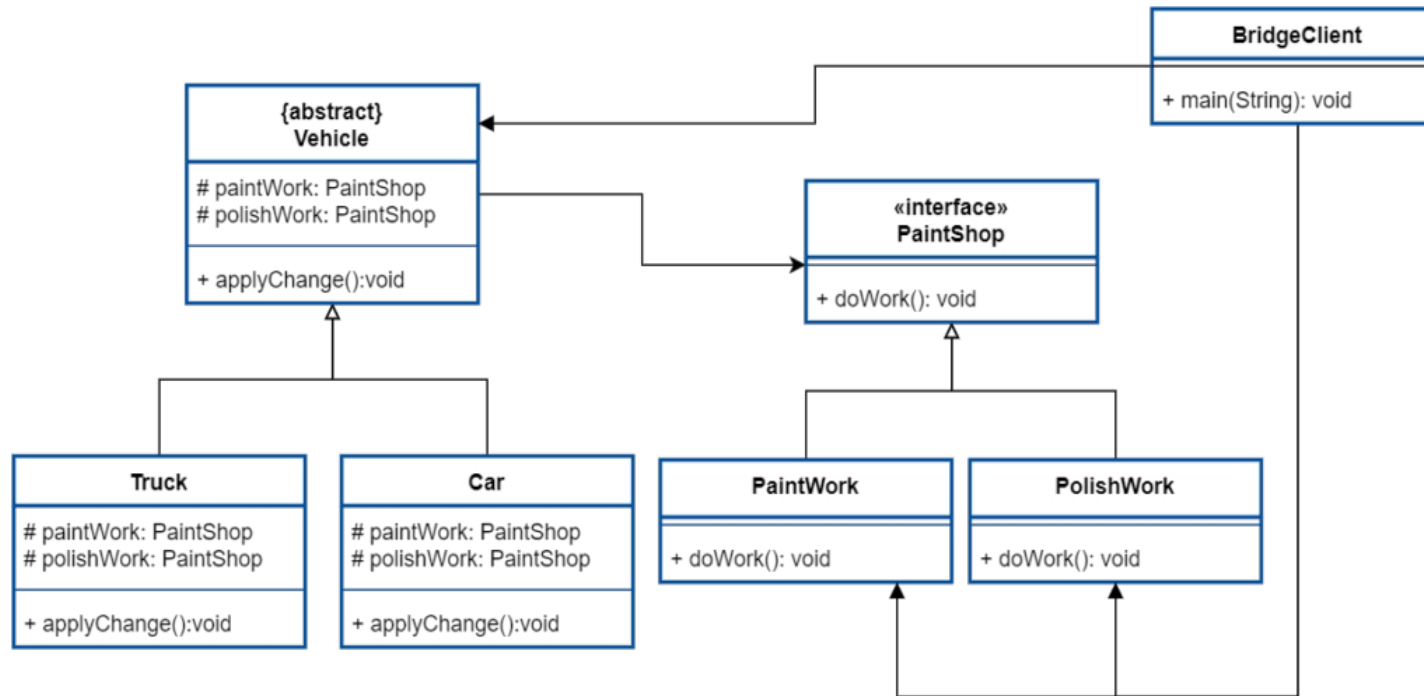 BridgeClient
+ main(String): void
{abstract}
Vehicle
# paintWork: PaintShop
# polishWork: PaintShop
+ applyChange():void
«interface»
PaintShop
+ doWork(): void
Truck
# paintWork: PaintShop
# polishWork: PaintShop
+ applyChange():void
Car
# paintWork: PaintShop
# polishWork: PaintShop
+ applyChange():void
PaintWork
+ doWork(): void
PolishWork
+ doWork(): void